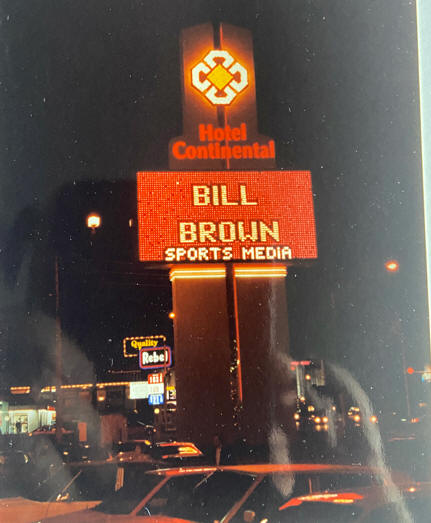 Hotel
Continental
BILL
BROWN
SPORTS MEDIA
Quality
Rebel